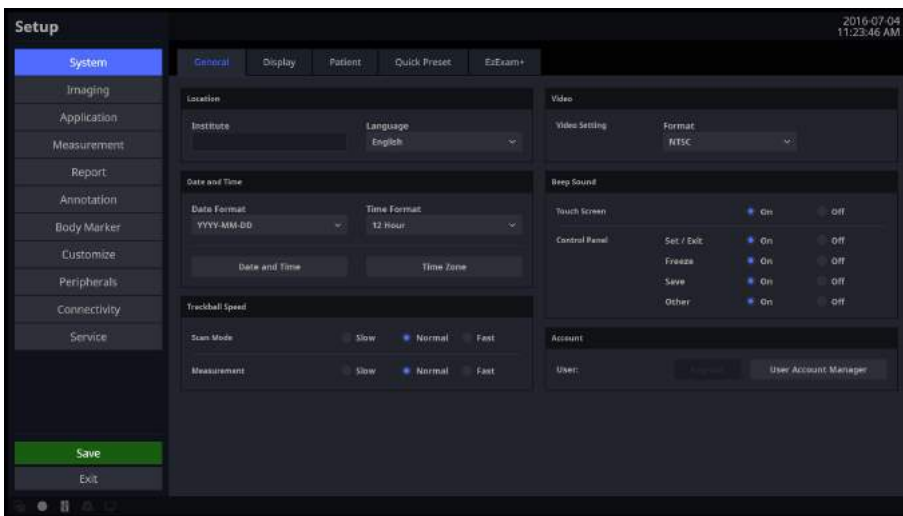 Setup
2016-07-04
11:23:46 AM
System
Imaging
Application
Measurement
Report
Annotation
Body Marker
Customize
Peripherals
Connectivity
Service
Save
Exit
General Display Patient Quick Preset EzExam+
Location
Institute Language
English
Date and Time
Date Format Time Format
YYYY-MM-DD 12 Hour
Date and Time Time Zone
Trackball Speed
Scan Mode Slow Normal Fast
Measurement Slow Normal Fast
Video
Video Setting Format
NTSC
Beep Sound
Touch Screen On Off
Control Panel Set / Exit On Off
Freeze On Off
Save On Off
Other On Off
Account
User: User Account Manager